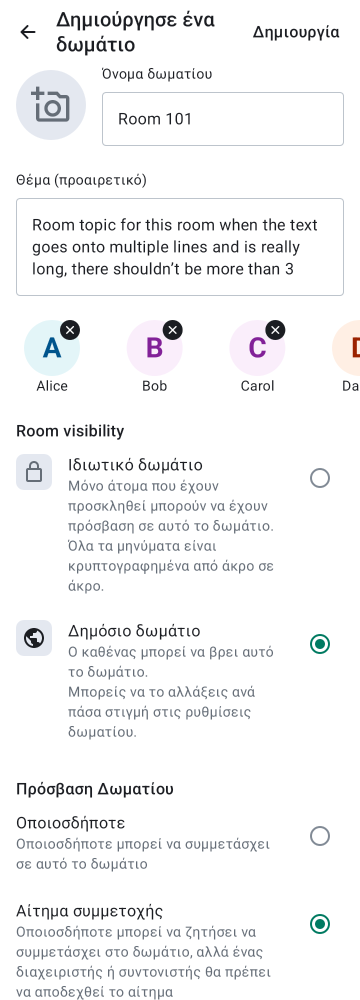 Δημιούργησε ένα
δωμάτιο
Δημιουργία
Όνομα δωματίου
Room 101
Θέμα (προαιρετικό)
Room topic for this room when the text
goes onto multiple lines and is really
long, there shouldn’t be more than 3
A
B
C
Alice
Bob
Carol
Da
Room visibility
Ιδιωτικό δωμάτιο
Μόνο άτομα που έχουν
προσκληθεί μπορούν να έχουν
πρόσβαση σε αυτό το δωμάτιο.
Όλα τα μηνύματα είναι
κρυπτογραφημένα από άκρο σε
άκρο.
Δημόσιο δωμάτιο
Ο καθένας μπορεί να βρει αυτό
το δωμάτιο.
Μπορείς να το αλλάξεις ανά
πάσα στιγμή στις ρυθμίσεις
δωματίου.
Πρόσβαση Δωματίου
Οποιοσδήποτε
Οποιοσδήποτε μπορεί να συμμετάσχει
σε αυτό το δωμάτιο
Αίτημα συμμετοχής
Οποιοσδήποτε μπορεί να ζητήσει να
συμμετάσχει στο δωμάτιο, αλλά ένας
διαχειριστής ή συντονιστής θα πρέπει
να αποδεχθεί το αίτημα